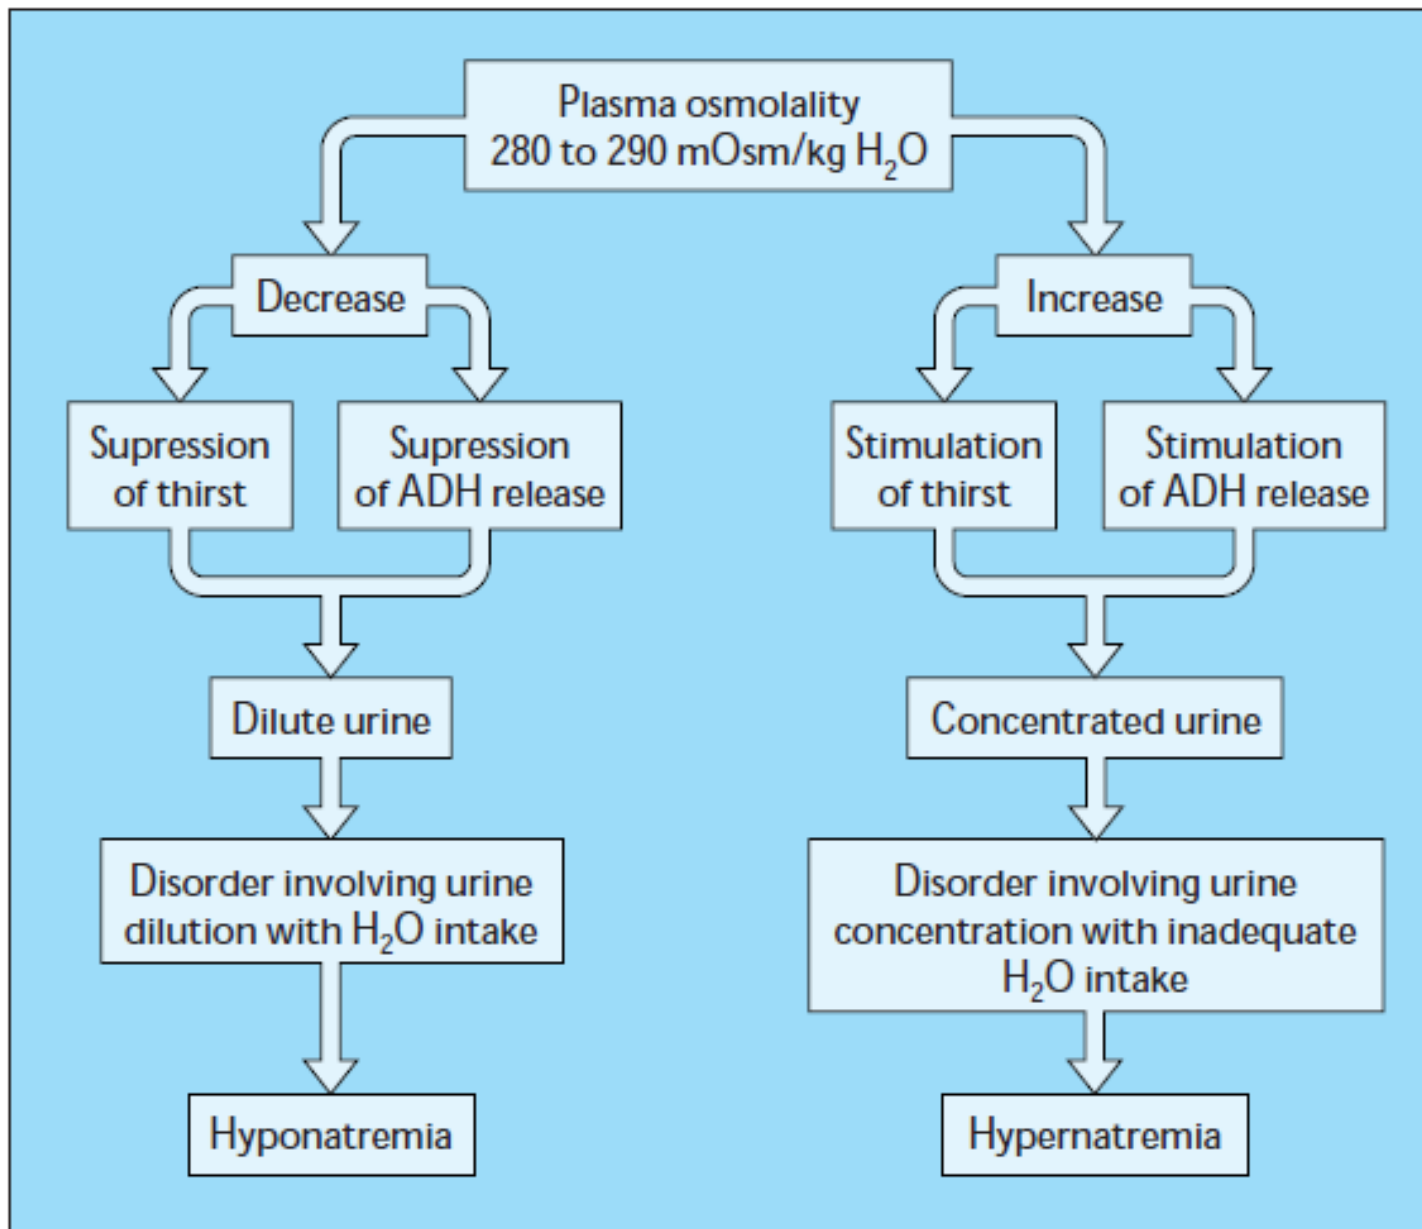 Plasma osmolality
280 to 290 mOsm/kg H₂O
Decrease
Increase
Supression
of thirst
Supression
of ADH release
Stimulation
of thirst
Stimulation
of ADH release
Dilute urine
Concentrated urine
Disorder involving urine
dilution with H₂O intake
Disorder involving urine
concentration with inadequate
H₂O intake
Hyponatremia
Hypernatremia